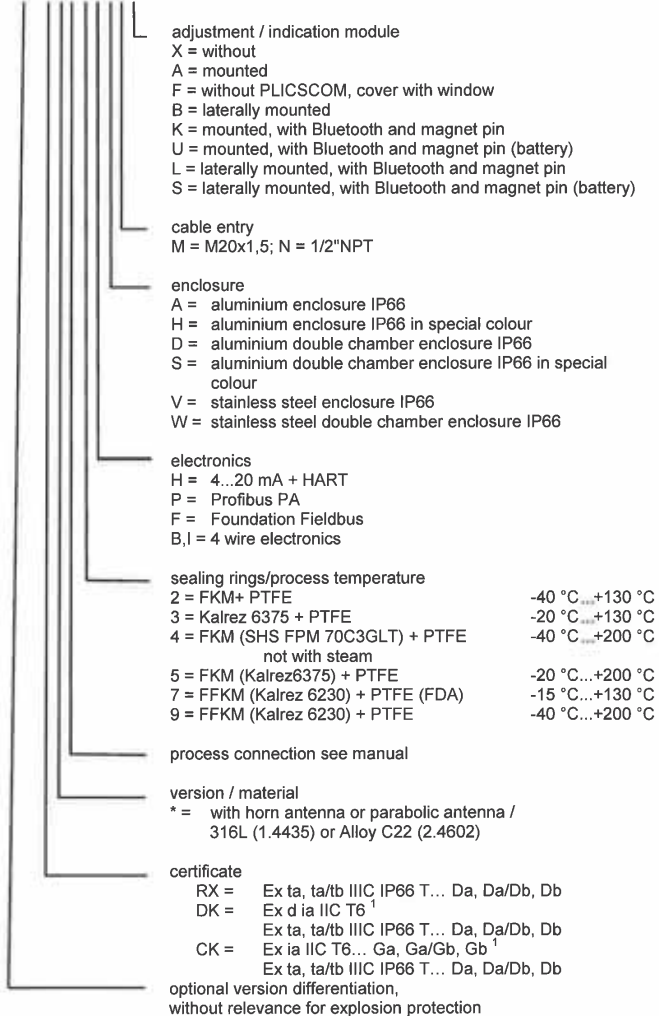 adjustment / indication module
X = without
A = mounted
F = without PLICSCOM, cover with window
B = laterally mounted
K = mounted, with Bluetooth and magnet pin
U = mounted, with Bluetooth and magnet pin (battery)
L = laterally mounted, with Bluetooth and magnet pin
S = laterally mounted, with Bluetooth and magnet pin (battery)
cable entry
M = M20x1,5; N = 1/2"NPT
enclosure
A = aluminium enclosure IP66
H = aluminium enclosure IP66 in special colour
D = aluminium double chamber enclosure IP66
S = aluminium double chamber enclosure IP66 in special
colour
V = stainless steel enclosure IP66
W = stainless steel double chamber enclosure IP66
electronics
H = 4...20 mA + HART
P = Profibus PA
F = Foundation Fieldbus
B,I = 4 wire electronics
sealing rings/process temperature
2 = FKM+ PTFE -40 °C...+130 °C
3 = Kalrez 6375 + PTFE -20 °C...+130 °C
4 = FKM (SHS FPM 70C3GLT) + PTFE -40 °C...+200 °C
not with steam
5 = FKM (Kalrez6375) + PTFE -20 °C...+200 °C
7 = FFKM (Kalrez 6230) + PTFE (FDA) -15 °C...+130 °C
9 = FFKM (Kalrez 6230) + PTFE -40 °C...+200 °C
process connection see manual
version / material
* = with horn antenna or parabolic antenna /
316L (1.4435) or Alloy C22 (2.4602)
certificate
RX = Ex ta, ta/tb IIIC IP66 T... Da, Da/Db, Db
DK = Ex d ia IIC T6 ¹
Ex ta, ta/tb IIIC IP66 T... Da, Da/Db, Db
CK = Ex ia IIC T6... Ga, Ga/Gb, Gb ¹
Ex ta, ta/tb IIIC IP66 T... Da, Da/Db, Db
optional version differentiation,
without relevance for explosion protection